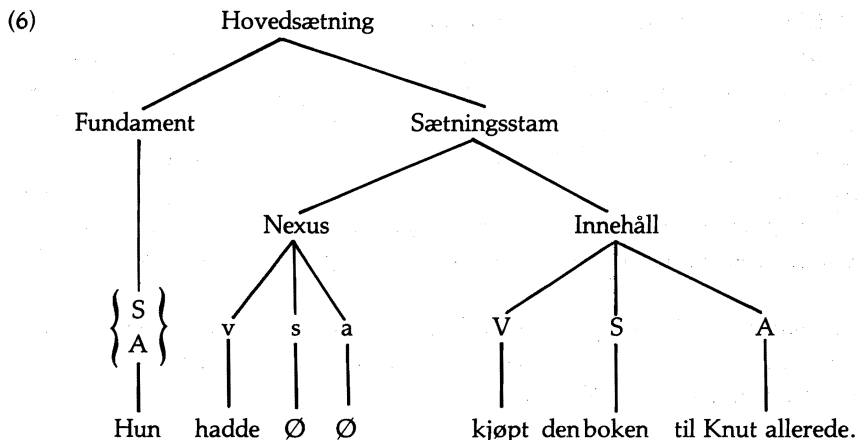 (6) Hovedsætning
Fundament Sætningsstam
Nexus Innehåll
{ S A } v s a V S A
Hun hadde Ø Ø kjøpt den boken til Knut allerede.